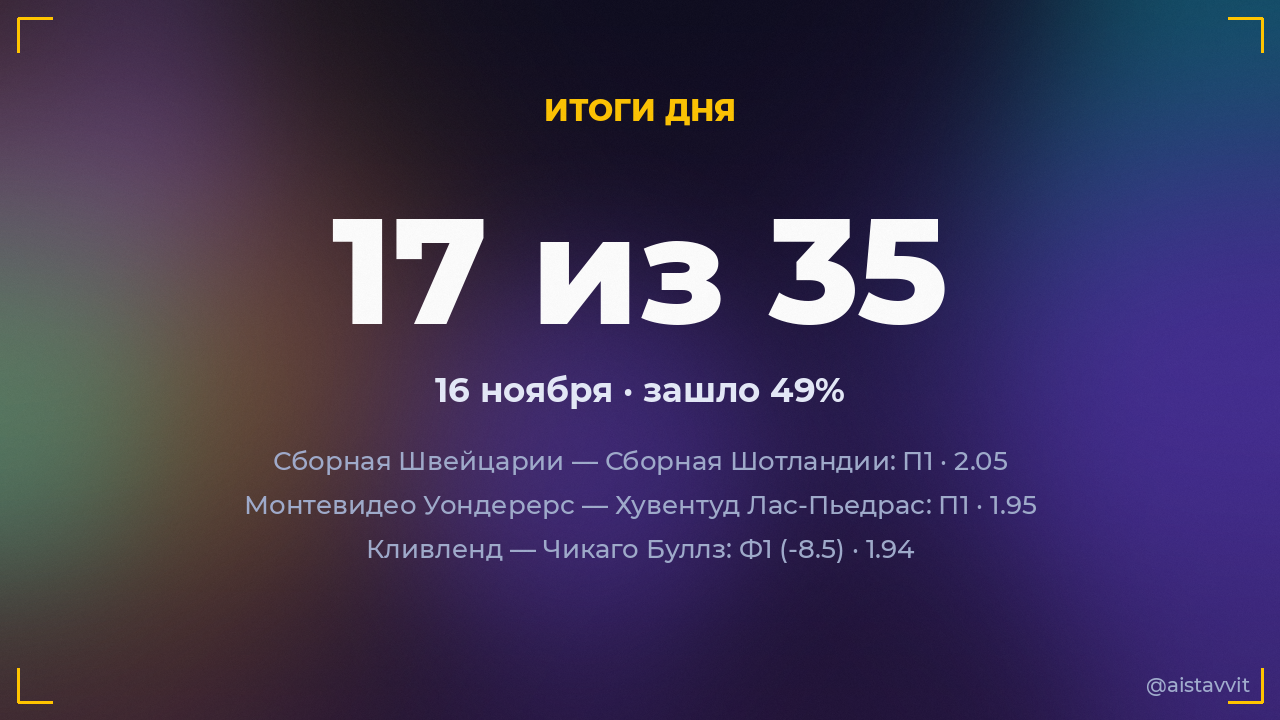 ИТОГИ ДНЯ
17 из 35
16 ноября · зашло 49%
Сборная Швейцарии — Сборная Шотландии: П1 · 2.05
Монтевидео Уондерерс — Хувентуд Лас-Пьедрас: П1 · 1.95
Кливленд — Чикаго Буллз: Ф1 (-8.5) · 1.94
@aistavvit